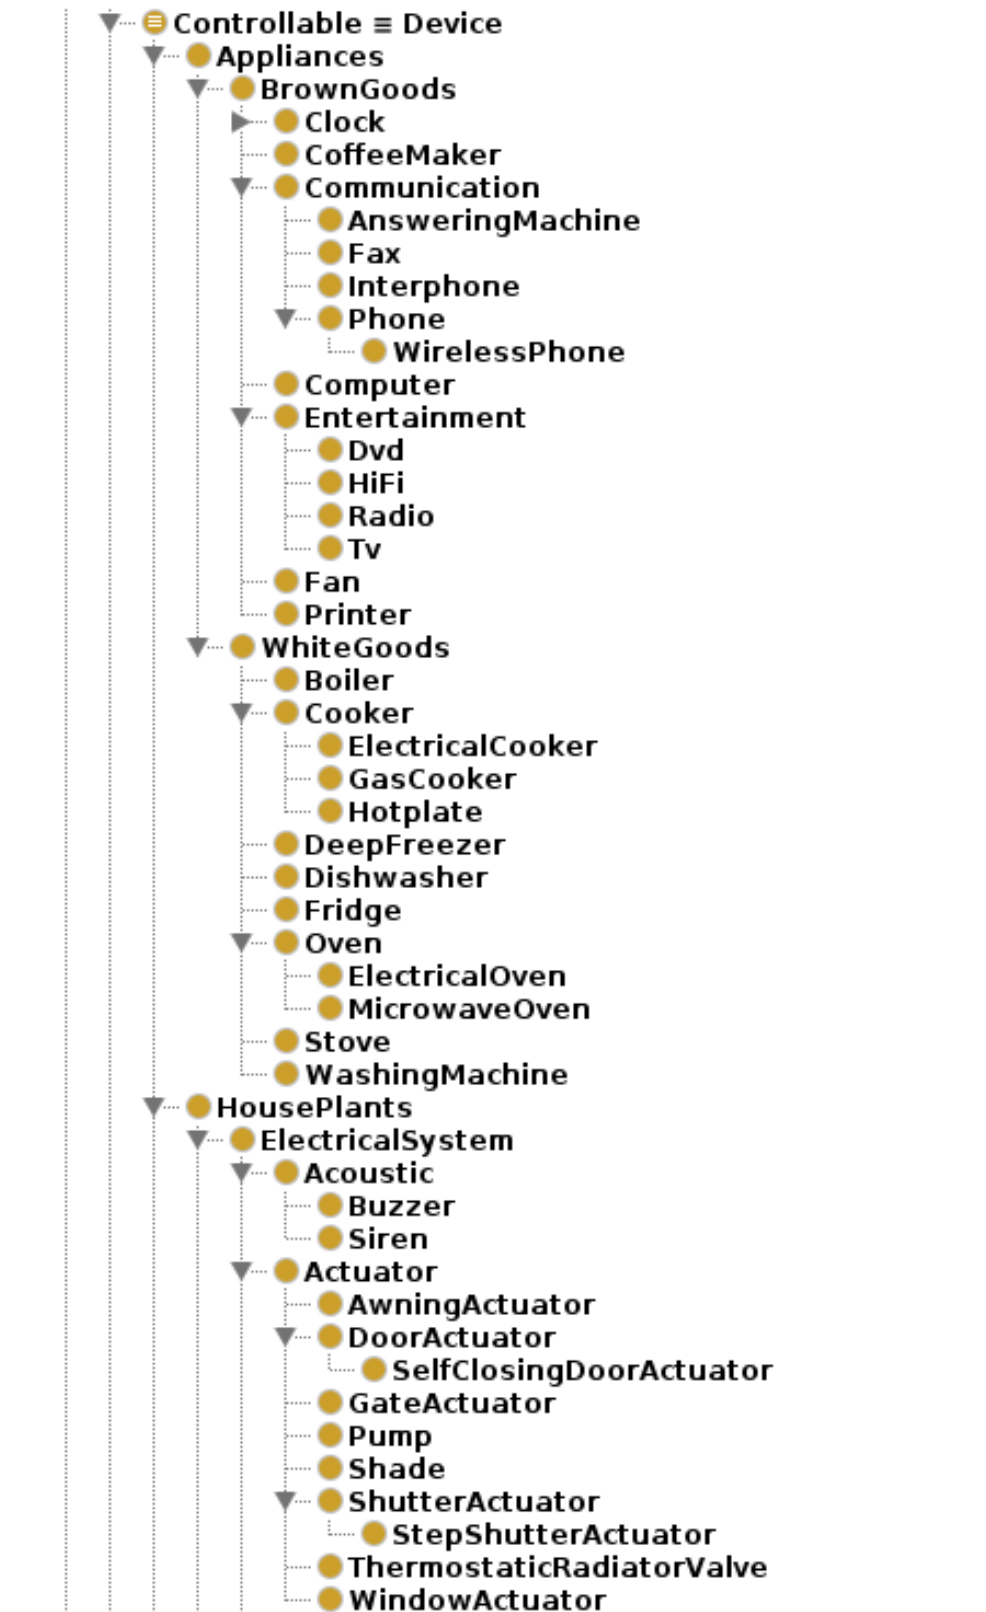 Controllable ≡ Device
Appliances
BrownGoods
Clock
CoffeeMaker
Communication
AnsweringMachine
Fax
Interphone
Phone
WirelessPhone
Computer
Entertainment
Dvd
HiFi
Radio
Tv
Fan
Printer
WhiteGoods
Boiler
Cooker
ElectricalCooker
GasCooker
Hotplate
DeepFreezer
Dishwasher
Fridge
Oven
ElectricalOven
MicrowaveOven
Stove
WashingMachine
HousePlants
ElectricalSystem
Acoustic
Buzzer
Siren
Actuator
AwningActuator
DoorActuator
SelfClosingDoorActuator
GateActuator
Pump
Shade
ShutterActuator
StepShutterActuator
ThermostaticRadiatorValve
WindowActuator